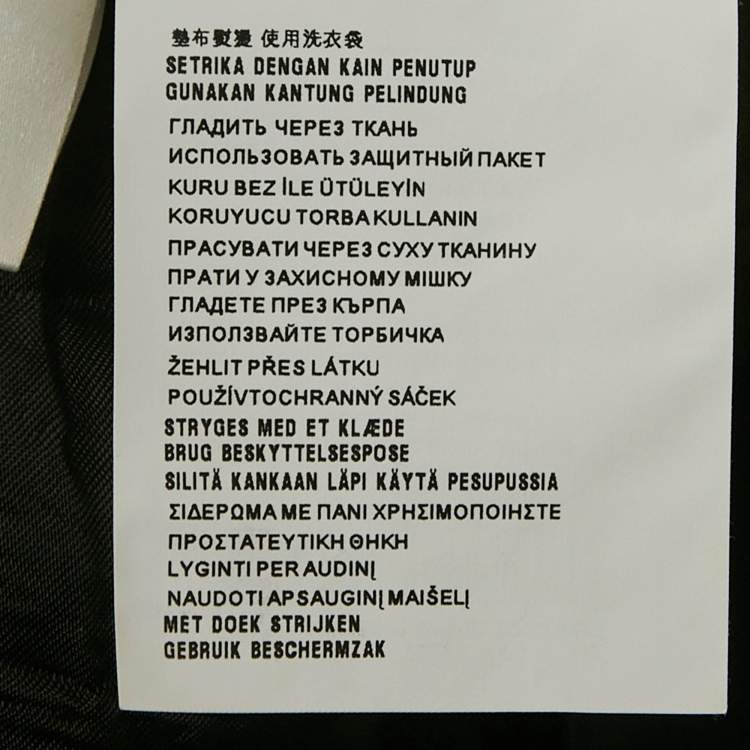 墊布熨燙 使用洗衣袋
SETRIKA DENGAN KAIN PENUTUP
GUNAKAN KANTUNG PELINDUNG
ГЛАДИТЬ ЧЕРЕЗ ТКАНЬ
ИСПОЛЬЗОВАТЬ ЗАЩИТНЫЙ ПАКЕТ
KURU BEZ İLE ÜTÜLEYİN
KORUYUCU TORBA KULLANIN
ПРАСУВАТИ ЧЕРЕЗ СУХУ ТКАНИНУ
ПРАТИ У ЗАХИСНОМУ МІШКУ
ГЛАДЕТЕ ПРЕЗ КЪРПА
ИЗПОЛЗВАЙТЕ ТОРБИЧКА
ŽEHLIT PŘES LÁTKU
POUŽÍVTOCHRANNÝ SÁČEK
STRYGES MED ET KLÆDE
BRUG BESKYTTELSESPOSE
SILITÄ KANKAAN LÄPI KÄYTÄ PESUPUSSIA
ΣΙΔΕΡΩΜΑ ΜΕ ΠΑΝΙ ΧΡΗΣΙΜΟΠΟΙΗΣΤΕ
ΠΡΟΣΤΑΤΕΥΤΙΚΗ ΘΗΚΗ
LYGINTI PER AUDINĮ
NAUDOTI APSAUGINĮ MAIŠELĮ
MET DOEK STRIJKEN
GEBRUIK BESCHERMZAK